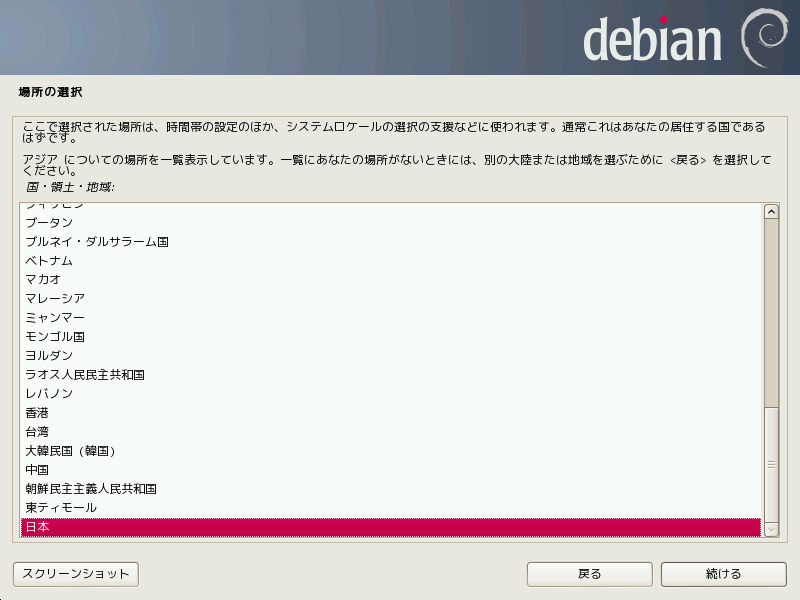 debian
場所の選択
ここで選択された場所は、時間帯の設定のほか、システムロケールの選択の支援などに使われます。通常これはあなたの居住する国である
はずです。
アジア についての場所を一覧表示しています。一覧にあなたの場所がないときには、別の大陸または地域を選ぶために <戻る> を選択して
ください。
国・領土・地域:
フィリピン
ブータン
ブルネイ・ダルサラーム国
ベトナム
マカオ
マレーシア
ミャンマー
モンゴル国
ヨルダン
ラオス人民民主共和国
レバノン
香港
台湾
大韓民国 (韓国)
中国
朝鮮民主主義人民共和国
東ティモール
日本
スクリーンショット
戻る
続ける